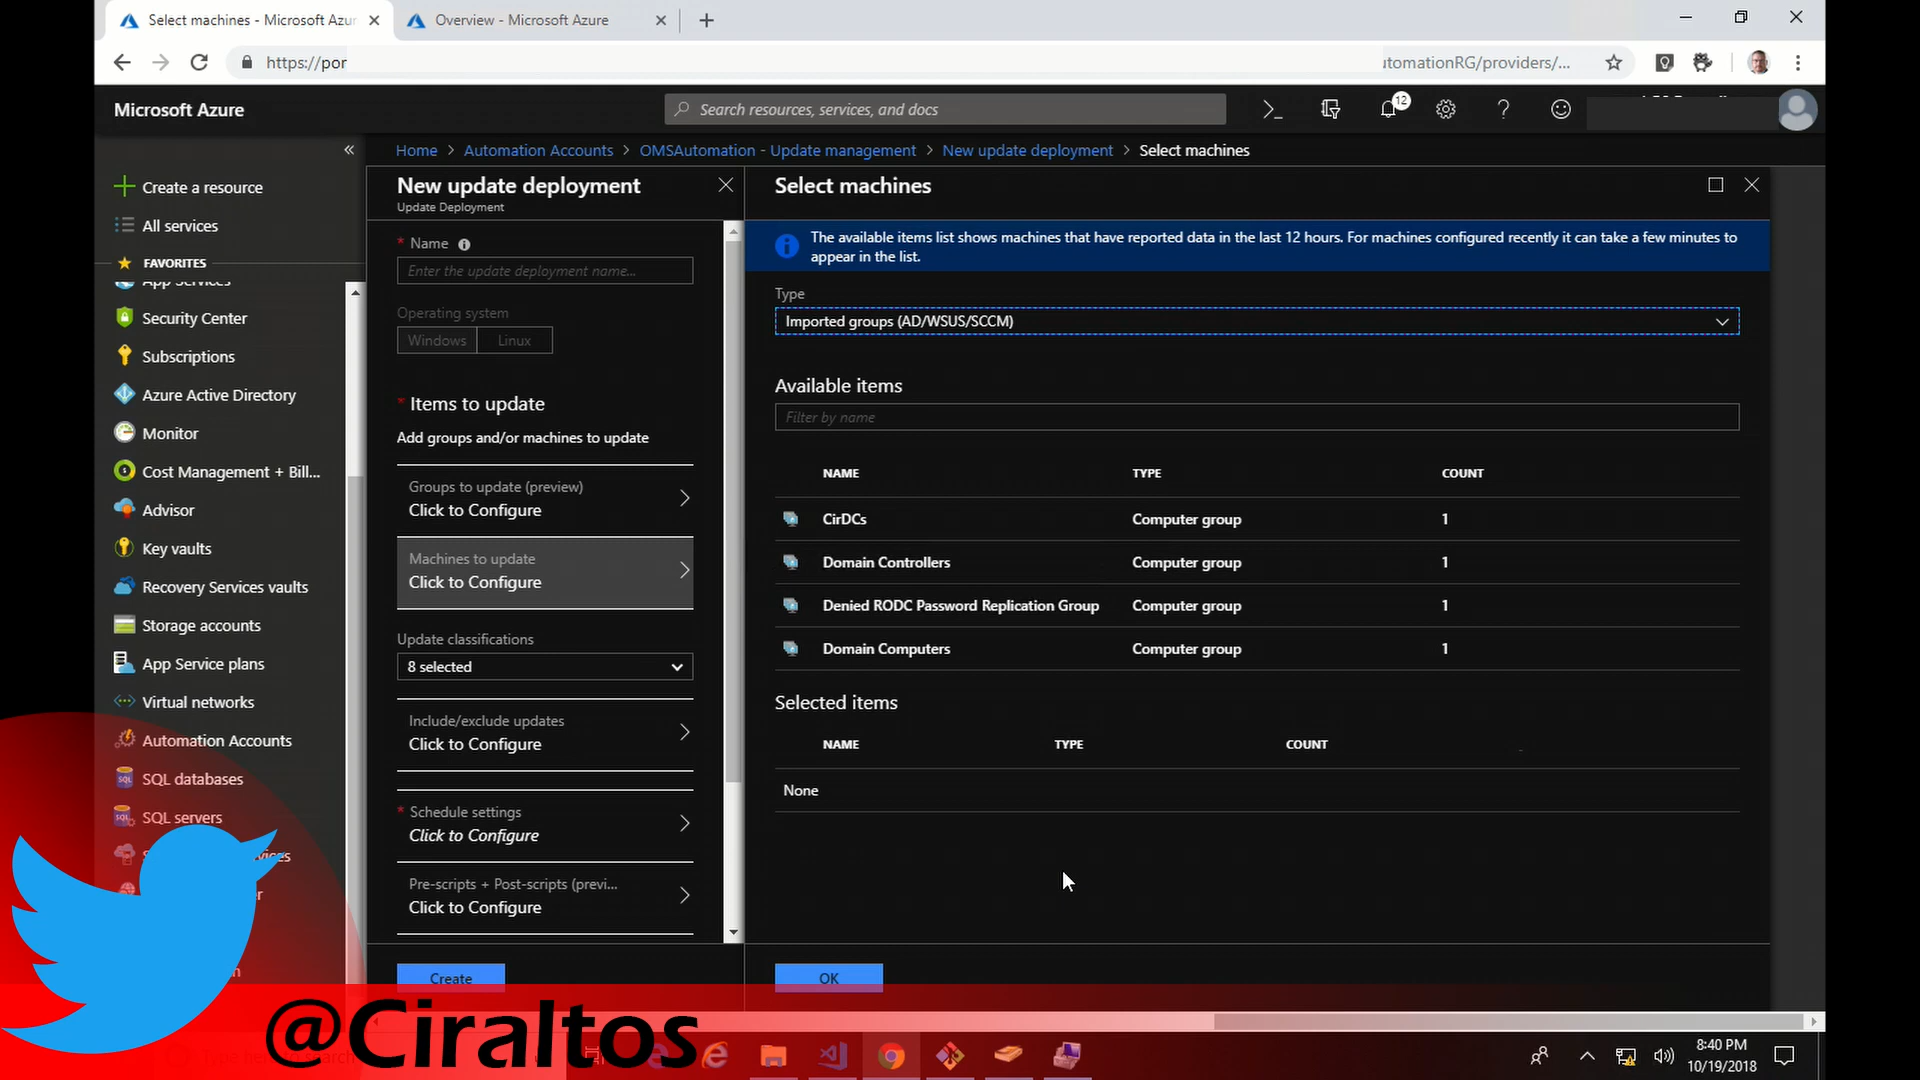 Select machines - Microsoft Azur
Overview - Microsoft Azure
https://por
utomationRG/providers/...
Microsoft Azure
Search resources, services, and docs
12
Home > Automation Accounts > OMSAutomation - Update management > New update deployment > Select machines
Create a resource
All services
FAVORITES
App Services
Security Center
Subscriptions
Azure Active Directory
Monitor
Cost Management + Bill...
Advisor
Key vaults
Recovery Services vaults
Storage accounts
App Service plans
Virtual networks
Automation Accounts
SQL databases
SQL servers
New update deployment
Update Deployment
* Name
Enter the update deployment name...
Operating system
Windows Linux
* Items to update
Add groups and/or machines to update
Groups to update (preview)
Click to Configure
Machines to update
Click to Configure
Update classifications
8 selected
Include/exclude updates
Click to Configure
* Schedule settings
Click to Configure
Pre-scripts + Post-scripts (previ...
Click to Configure
Create
Select machines
The available items list shows machines that have reported data in the last 12 hours. For machines configured recently it can take a few minutes to
appear in the list.
Type
Imported groups (AD/WSUS/SCCM)
Available items
Filter by name
NAME TYPE COUNT
CirDCs Computer group 1
Domain Controllers Computer group 1
Denied RODC Password Replication Group Computer group 1
Domain Computers Computer group 1
Selected items
NAME TYPE COUNT
None
OK
@Ciraltos
8:40 PM
10/19/2018